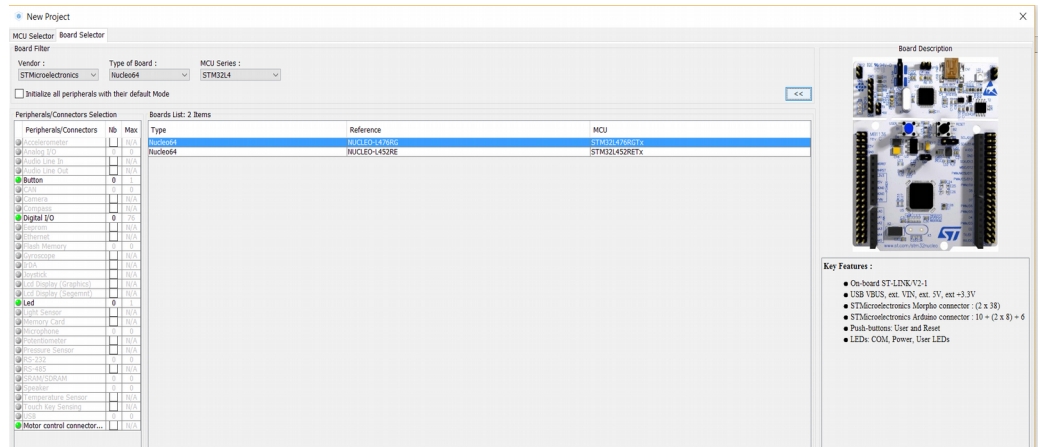 New Project
MCU Selector Board Selector
Board Filter
Vendor : Type of Board : MCU Series :
STMicroelectronics Nucleo64 STM32L4
Initialize all peripherals with their default Mode
<<
Peripherals/Connectors Selection
Peripherals/Connectors Nb Max
Accelerometer N/A
Analog I/O 0 0
Audio Line In N/A
Audio Line Out N/A
Button 0 1
CAN 0 0
Camera N/A
Compass N/A
Digital I/O 0 76
Eeprom N/A
Ethernet N/A
Flash Memory 0 0
Gyroscope N/A
IrDA N/A
Joystick N/A
Lcd Display (Graphics) N/A
Lcd Display (Segemnt) N/A
Led 0 1
Light Sensor N/A
Memory Card N/A
Microphone 0 0
Potentiometer N/A
Pressure Sensor N/A
RS-232 0 0
RS-485 N/A
SRAM/SDRAM 0 0
Speaker 0 0
Temperature Sensor N/A
Touch Key Sensing N/A
USB 0 0
Motor control connector... N/A
Boards List: 2 Items
Type Reference MCU
Nucleo64 NUCLEO-L476RG STM32L476RGTx
Nucleo64 NUCLEO-L452RE STM32L452RETx
Board Description
ST
www.st.com/stm32nucleo
Key Features :
On-board ST-LINK/V2-1
USB VBUS, ext. VIN, ext. 5V, ext +3.3V
STMicroelectronics Morpho connector : (2 x 38)
STMicroelectronics Arduino connector : 10 + (2 x 8) + 6
Push-buttons: User and Reset
LEDs: COM, Power, User LEDs